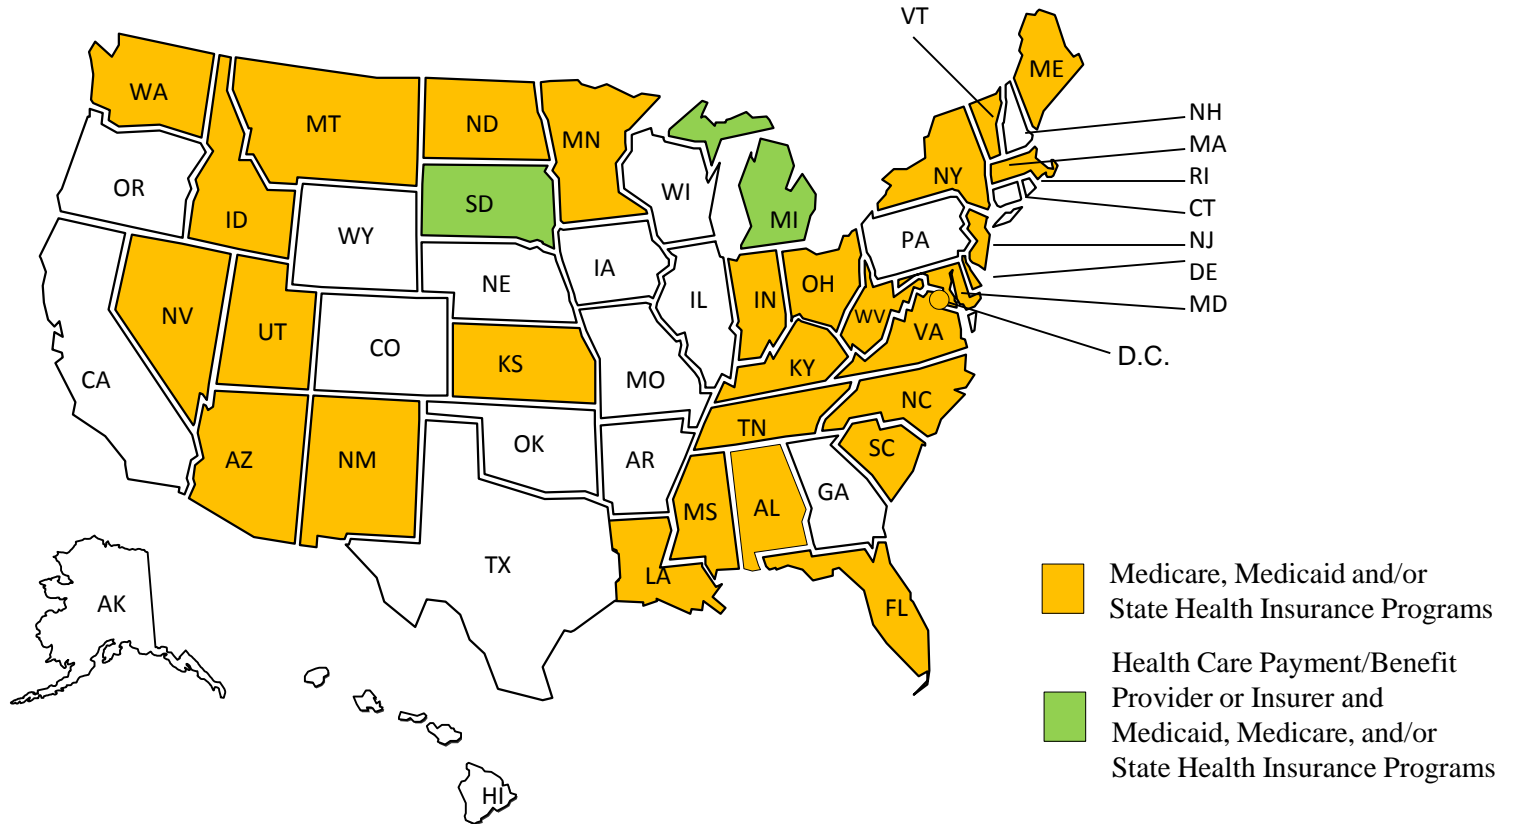 VT
ME
WA
MT
ND
MN
NH
MA
OR
ID
SD
WI
NY
RI
WY
MI
CT
PA
NJ
NE
IA
DE
NV
UT
CO
IL
IN
OH
WV
VA
MD
D.C.
CA
KS
MO
KY
NC
AZ
NM
OK
AR
TN
SC
GA
MS
AL
TX
LA
FL
AK
HI
Medicare, Medicaid and/or
State Health Insurance Programs
Health Care Payment/Benefit
Provider or Insurer and
Medicaid, Medicare, and/or
State Health Insurance Programs